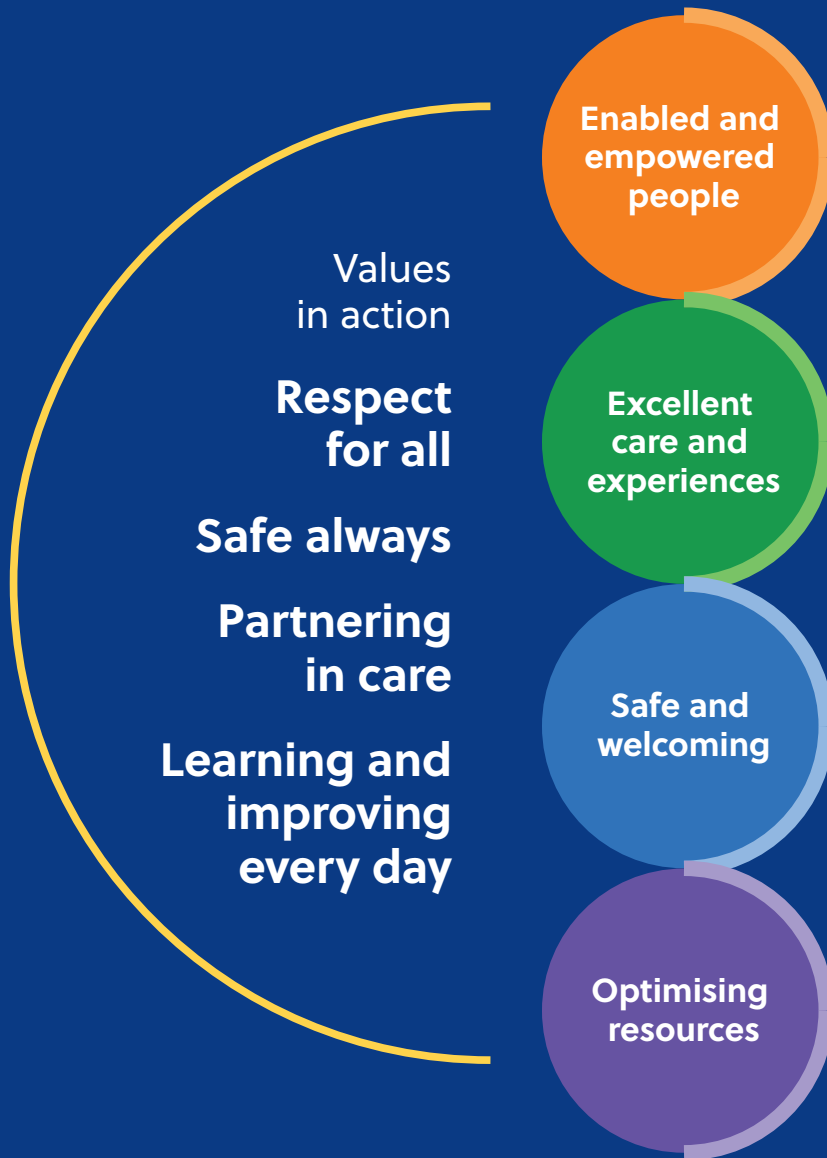 Values
in action
Respect
for all
Safe always
Partnering
in care
Learning and
improving
every day
Enabled and
empowered
people
Excellent
care and
experiences
Safe and
welcoming
Optimising
resources